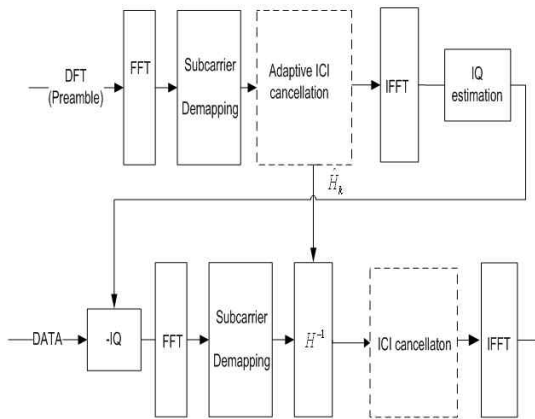 DFT
(Preamble)
FFT
Subcarrier
Demapping
Adaptive ICI
cancellation
IFFT
IQ
estimation
Ĥₖ
DATA
-IQ
FFT
Subcarrier
Demapping
H⁻¹
ICI cancellaton
IFFT